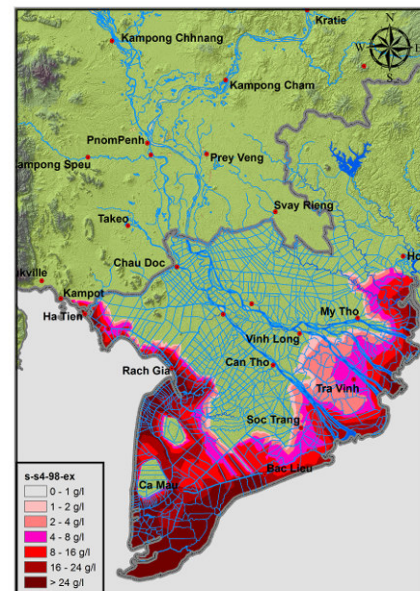 Kratie
N
W
E
S
Kampong Chhnang
Kampong Cham
PnomPenh
Prey Veng
ampong Speu
Svay Rieng
Takeo
Chau Doc
Ho
ukville
Kampot
Ha Tien
My Tho
Vinh Long
Can Tho
Rach Gia
Tra Vinh
Soc Trang
Bac Lieu
Ca Mau
s-s4-98-ex
0 - 1 g/l
1 - 2 g/l
2 - 4 g/l
4 - 8 g/l
8 - 16 g/l
16 - 24 g/l
> 24 g/l